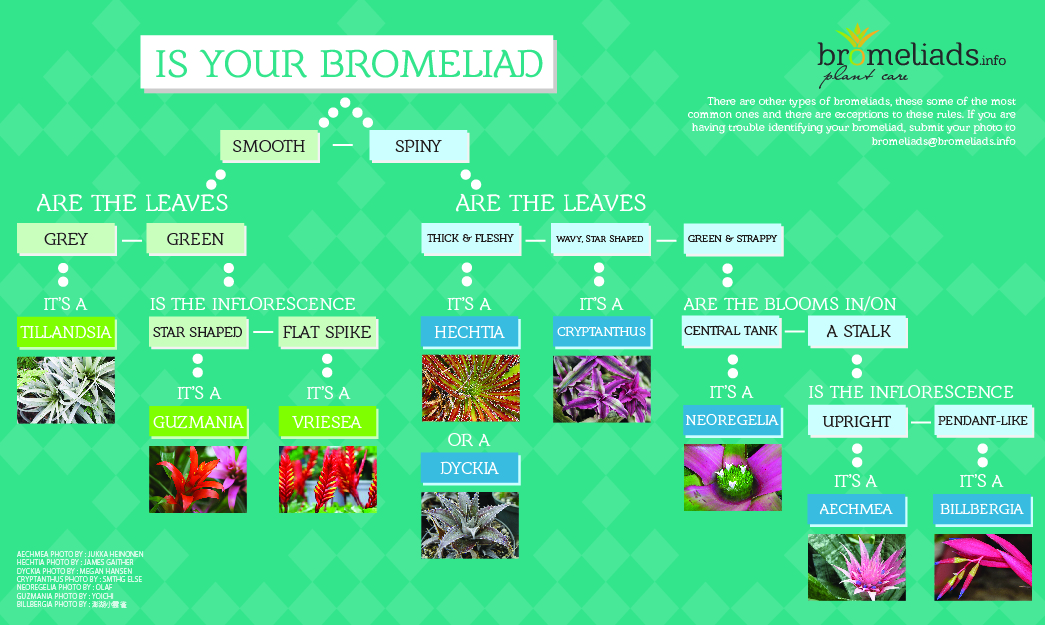 IS YOUR BROMELIAD
bromeliads.info
plant care
There are other types of bromeliads, these some of the most
common ones and there are exceptions to these rules. If you are
having trouble identifying your bromeliad, submit your photo to
bromeliads@bromeliads.info
SMOOTH
SPINY
ARE THE LEAVES
ARE THE LEAVES
GREY
GREEN
THICK & FLESHY
WAVY, STAR SHAPED
GREEN & STRAPPY
IT'S A
IS THE INFLORESCENCE
IT'S A
IT'S A
ARE THE BLOOMS IN/ON
TILLANDSIA
STAR SHAPED
FLAT SPIKE
HECHTIA
CRYPTANTHUS
CENTRAL TANK
A STALK
IT'S A
IT'S A
IT'S A
IS THE INFLORESCENCE
GUZMANIA
VRIESEA
OR A
DYCKIA
NEOREGELIA
UPRIGHT
PENDANT-LIKE
IT'S A
IT'S A
AECHMEA
BILLBERGIA
AECHMEA PHOTO BY : JUKKA HEINONEN
HECHTIA PHOTO BY : JAMES GAITHER
DYCKIA PHOTO BY : MEGAN HANSEN
CRYPTANTHUS PHOTO BY : SMTHG ELSE
NEOREGELIA PHOTO BY : OLAF
GUZMANIA PHOTO BY : YOICHI
BILLBERGIA PHOTO BY : 澎湖小雲雀